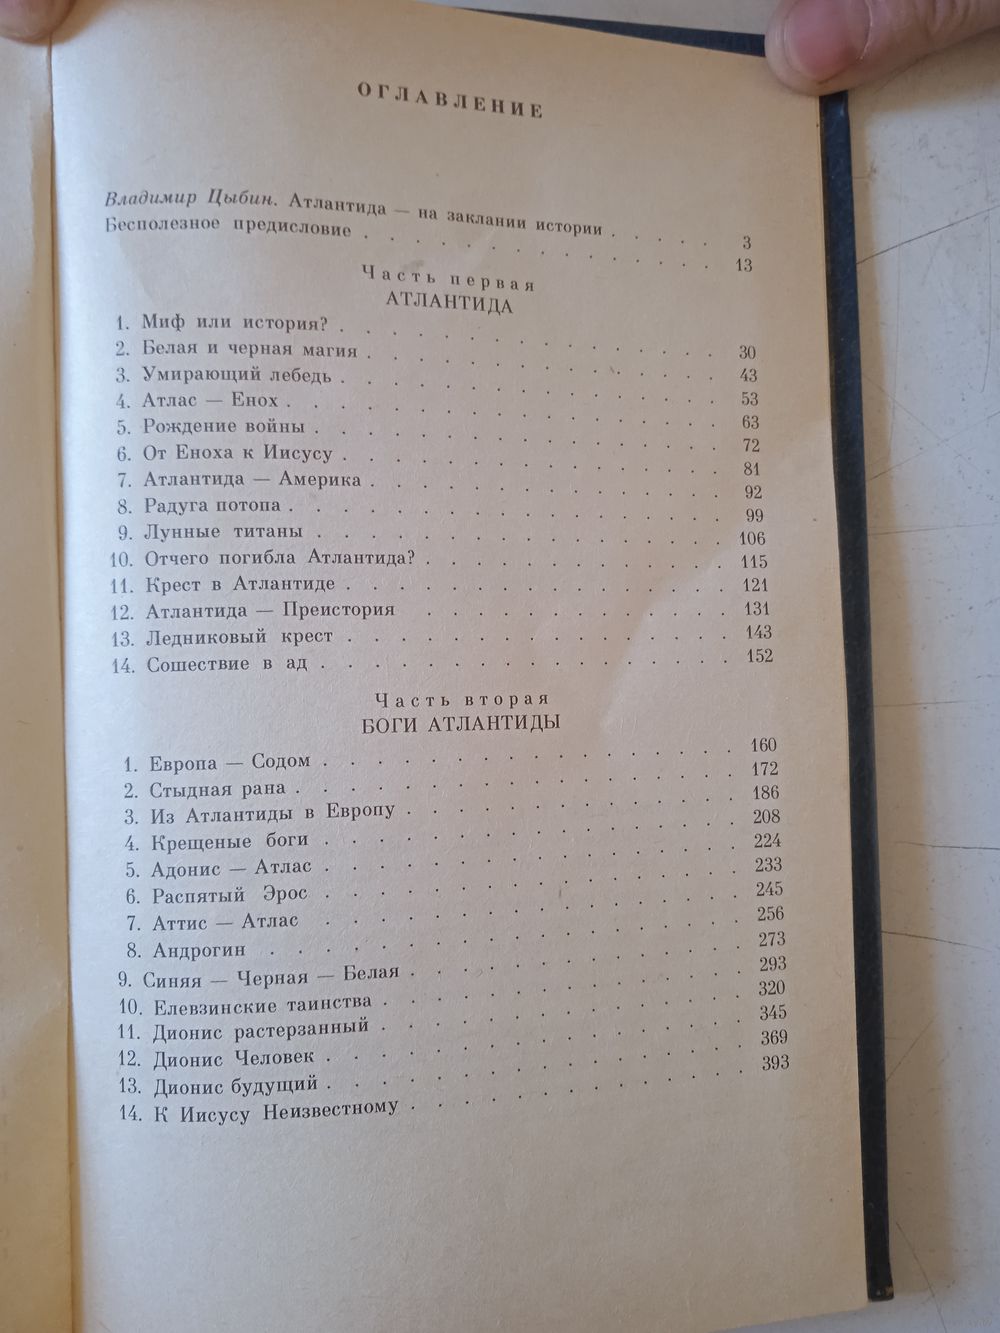 ОГЛАВЛЕНИЕ
Владимир Цыбин. Атлантида — на заклании истории . . . . . 3
Бесполезное предисловие . . . . . . . . . . . . . . 13
Часть первая
АТЛАНТИДА
1. Миф или история? . . . . . . . . . . . . . . 30
2. Белая и черная магия . . . . . . . . . . . . . 43
3. Умирающий лебедь . . . . . . . . . . . . . . 53
4. Атлас — Енох . . . . . . . . . . . . . . . . 63
5. Рождение войны . . . . . . . . . . . . . . . 72
6. От Еноха к Иисусу . . . . . . . . . . . . . . 81
7. Атлантида — Америка . . . . . . . . . . . . . 92
8. Радуга потопа . . . . . . . . . . . . . . . . 99
9. Лунные титаны . . . . . . . . . . . . . . . 106
10. Отчего погибла Атлантида? . . . . . . . . . . . 115
11. Крест в Атлантиде . . . . . . . . . . . . . . 121
12. Атлантида — Преистория . . . . . . . . . . . . 131
13. Ледниковый крест . . . . . . . . . . . . . . 143
14. Сошествие в ад . . . . . . . . . . . . . . . 152
Часть вторая
БОГИ АТЛАНТИДЫ
1. Европа — Содом . . . . . . . . . . . . . . . 160
2. Стыдная рана . . . . . . . . . . . . . . . . 172
3. Из Атлантиды в Европу . . . . . . . . . . . . 186
4. Крещеные боги . . . . . . . . . . . . . . . 208
5. Адонис — Атлас . . . . . . . . . . . . . . . 224
6. Распятый Эрос . . . . . . . . . . . . . . . 233
7. Аттис — Атлас . . . . . . . . . . . . . . . 245
8. Андрогин . . . . . . . . . . . . . . . . . 256
9. Синяя — Черная — Белая . . . . . . . . . . . . 273
10. Елевзинские таинства . . . . . . . . . . . . . 293
11. Дионис растерзанный . . . . . . . . . . . . . 320
12. Дионис Человек . . . . . . . . . . . . . . . 345
13. Дионис будущий . . . . . . . . . . . . . . . 369
14. К Иисусу Неизвестному . . . . . . . . . . . . 393